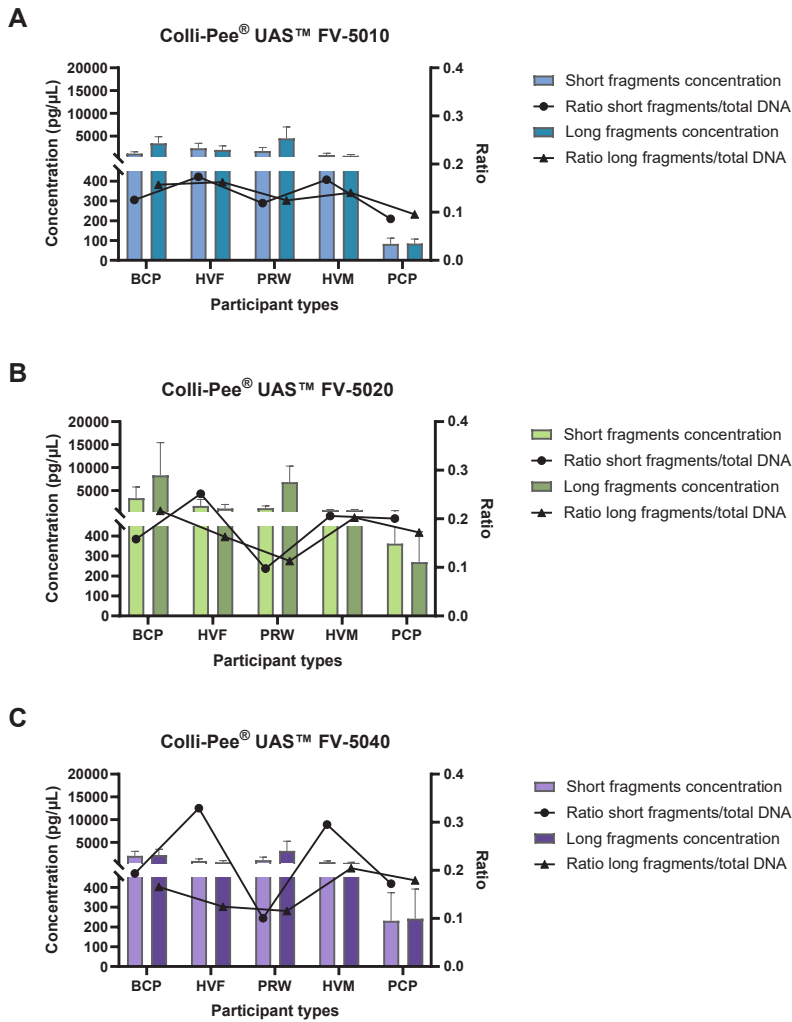 A
Colli-Pee® UAS™ FV-5010
Concentration (pg/µL)
20000
15000
10000
5000
400
300
200
100
0
0.4
0.3
0.2
0.1
0.0
Ratio
BCP HVF PRW HVM PCP
Participant types
Short fragments concentration
Ratio short fragments/total DNA
Long fragments concentration
Ratio long fragments/total DNA
B
Colli-Pee® UAS™ FV-5020
Concentration (pg/µL)
20000
15000
10000
5000
400
300
200
100
0
0.4
0.3
0.2
0.1
0.0
Ratio
BCP HVF PRW HVM PCP
Participant types
Short fragments concentration
Ratio short fragments/total DNA
Long fragments concentration
Ratio long fragments/total DNA
C
Colli-Pee® UAS™ FV-5040
Concentration (pg/µL)
20000
15000
10000
5000
400
300
200
100
0
0.4
0.3
0.2
0.1
0.0
Ratio
BCP HVF PRW HVM PCP
Participant types
Short fragments concentration
Ratio short fragments/total DNA
Long fragments concentration
Ratio long fragments/total DNA